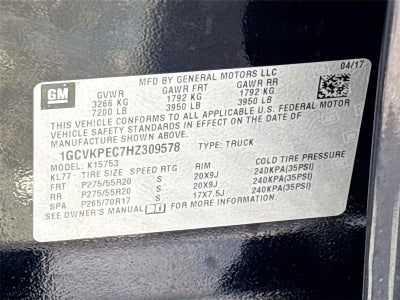 MFD BY GENERAL MOTORS LLC 04/17
GM GVWR GAWR FRT GAWR RR
3266 KG 1792 KG 1792 KG
7200 LB 3950 LB 3950 LB
THIS VEHICLE CONFORMS TO ALL APPLICABLE U.S. FEDERAL MOTOR
VEHICLE SAFETY STANDARDS IN EFFECT ON THE DATE OF
MANUFACTURE SHOWN ABOVE.
1GCVKPEC7HZ309578 TYPE: TRUCK
MODEL: K15753
KL77 TIRE SIZE SPEED RTG RIM COLD TIRE PRESSURE
FRT P275/55R20 S 20X9J 240KPA(35PSI)
RR P275/55R20 S 20X9J 240KPA(35PSI)
SPA P265/70R17 S 17X7.5J 240KPA(35PSI)
SEE OWNER'S MANUAL FOR ADDITIONAL INFORMATION.